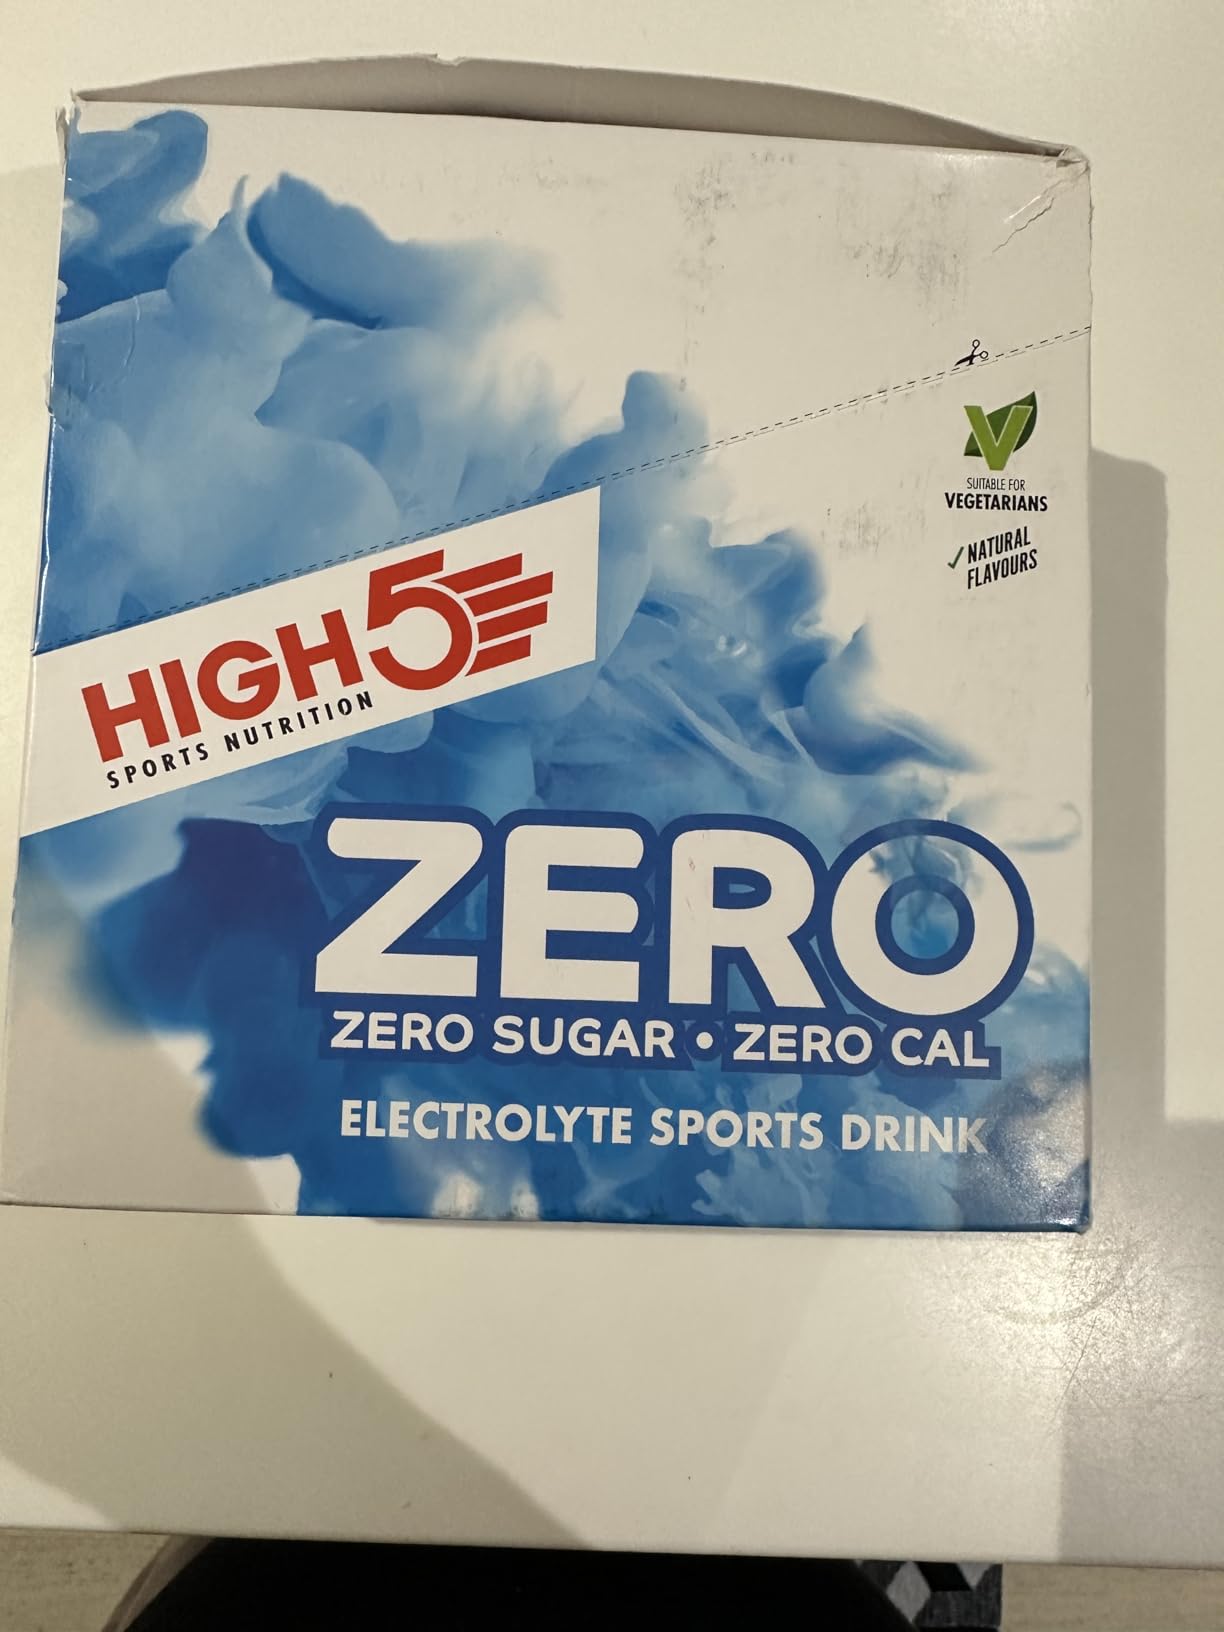 SUITABLE FOR
VEGETARIANS
NATURAL
FLAVOURS
HIGH5
SPORTS NUTRITION
ZERO
ZERO SUGAR • ZERO CAL
ELECTROLYTE SPORTS DRINK